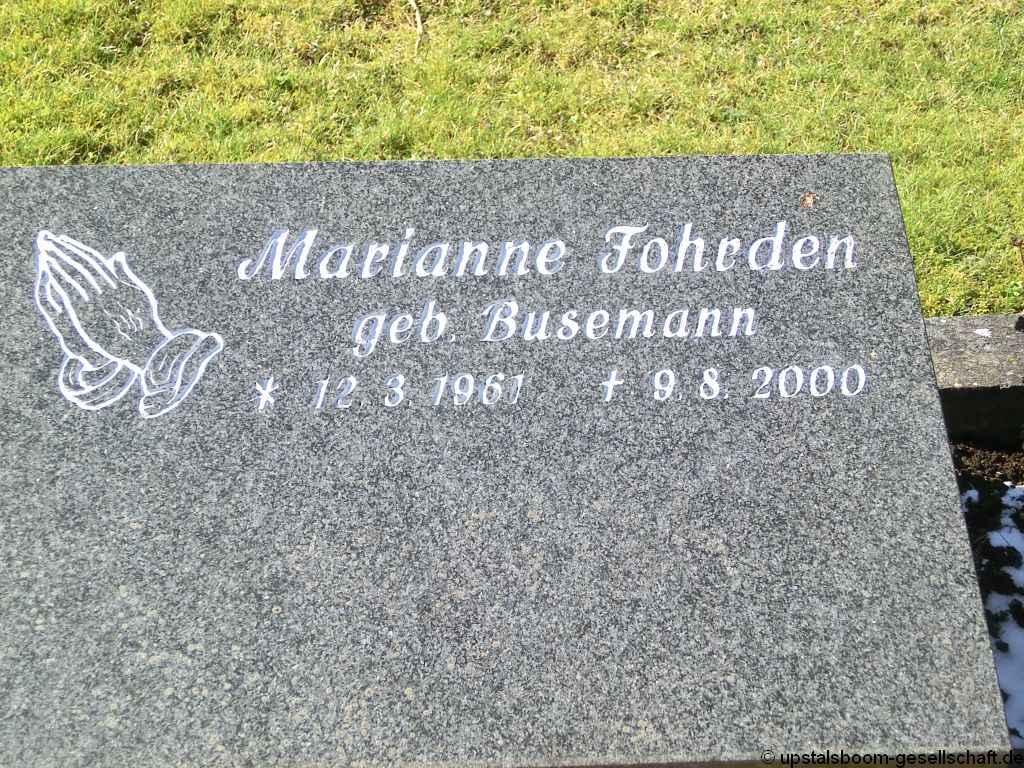 Marianne Fohrden
geb. Busemann
* 12. 3. 1961 † 9. 8. 2000
© upstalsboom-gesellschaft.de